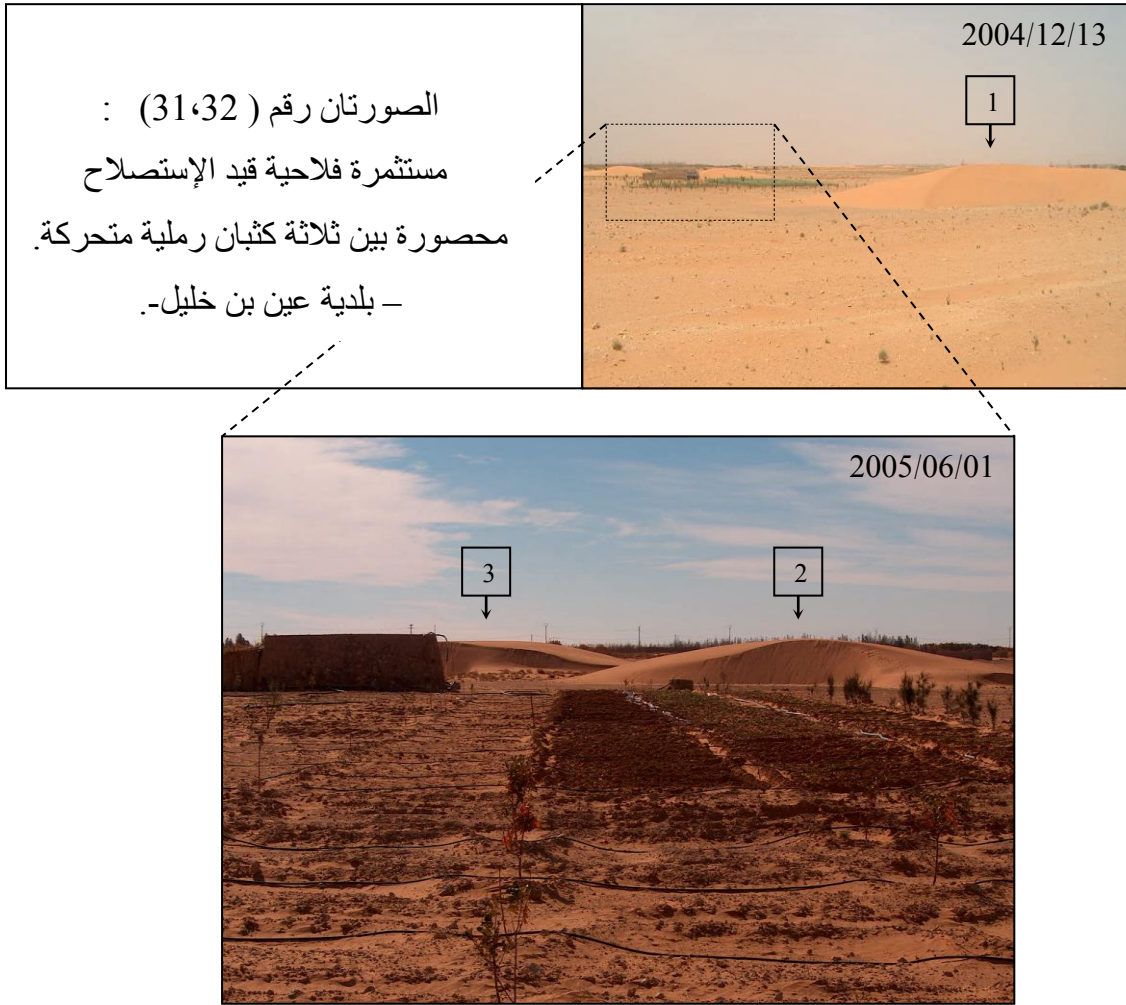 الصورتان رقم ( 31،32) :
مستثمرة فلاحية قيد الإستصلاح
محصورة بين ثلاثة كثبان رملية متحركة.
– بلدية عين بن خليل-.
2004/12/13
1
2005/06/01
3
2